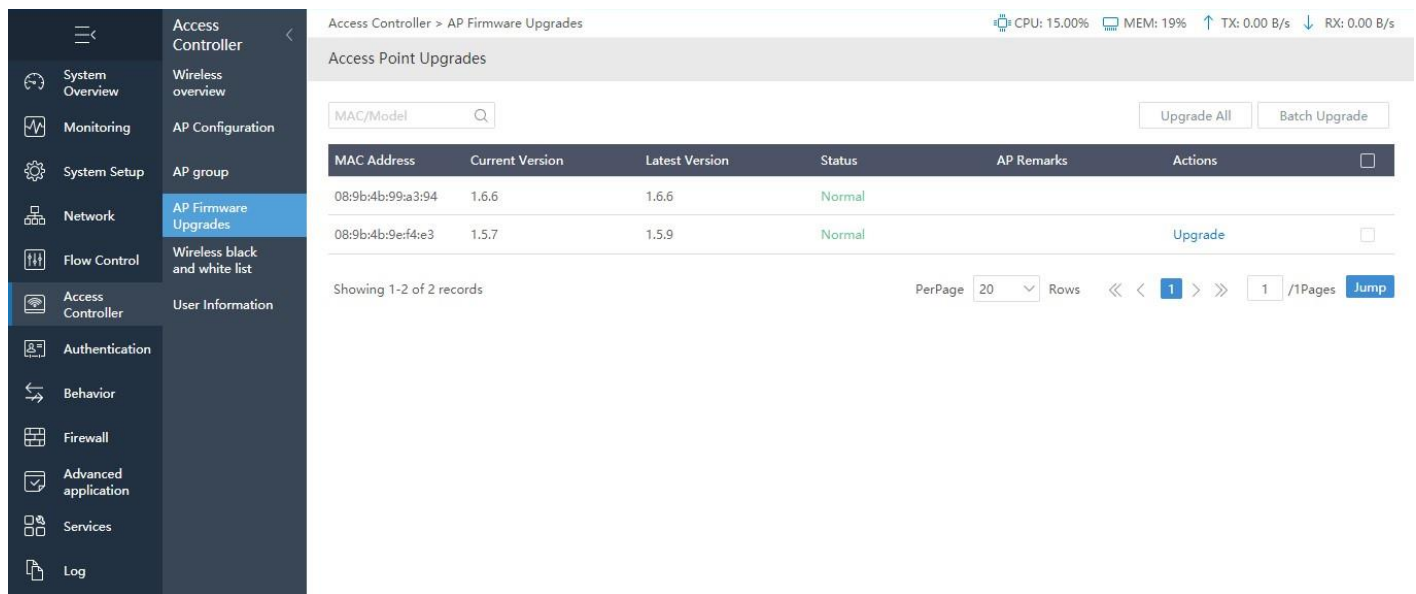 Access Controller > AP Firmware Upgrades
CPU: 15.00% MEM: 19% TX: 0.00 B/s RX: 0.00 B/s
System Overview
Monitoring
System Setup
Network
Flow Control
Access Controller
Authentication
Behavior
Firewall
Advanced application
Services
Log
Access Controller
Wireless overview
AP Configuration
AP group
AP Firmware Upgrades
Wireless black and white list
User Information
Access Point Upgrades
MAC/Model Upgrade All Batch Upgrade
MAC Address Current Version Latest Version Status AP Remarks Actions
08:9b:4b:99:a3:94 1.6.6 1.6.6 Normal
08:9b:4b:9e:f4:e3 1.5.7 1.5.9 Normal Upgrade
Showing 1-2 of 2 records PerPage 20 Rows 1 1 /1Pages Jump